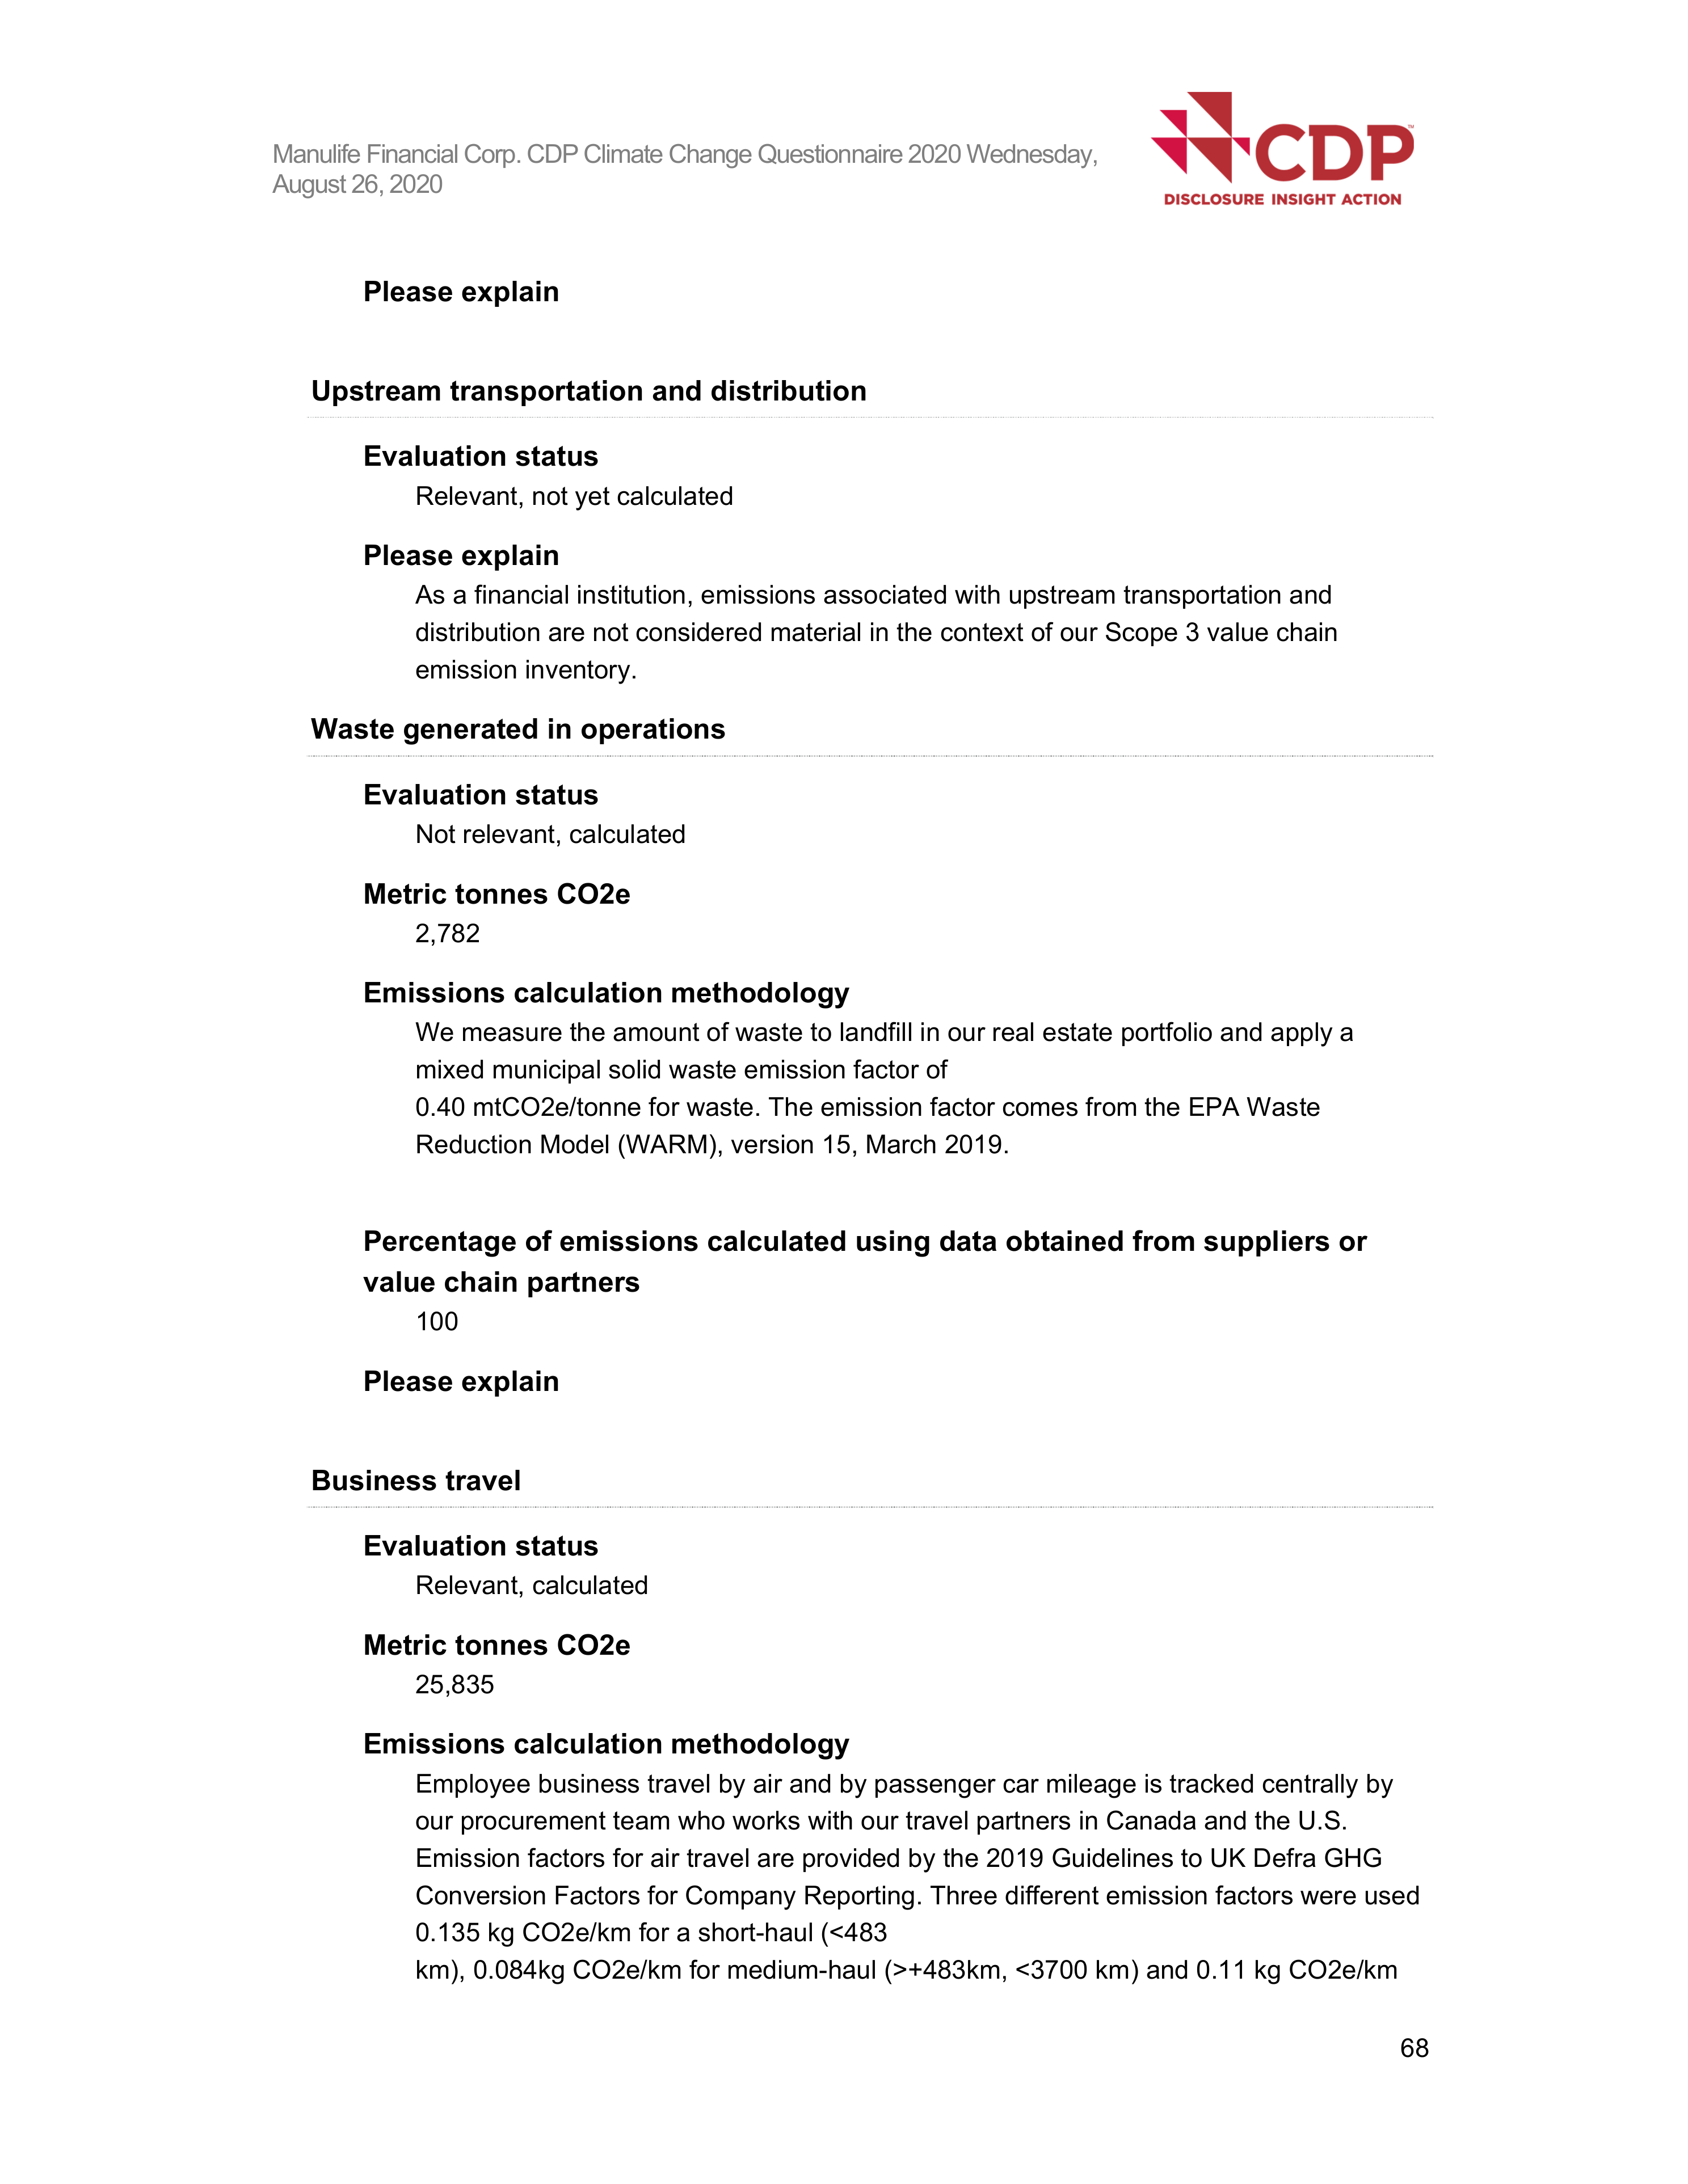 Manulife Financial Corp. CDP Climate Change Questionnaire 2020 Wednesday,
August 26, 2020
CDP™
DISCLOSURE INSIGHT ACTION
Please explain
Upstream transportation and distribution
Evaluation status
Relevant, not yet calculated
Please explain
As a financial institution, emissions associated with upstream transportation and
distribution are not considered material in the context of our Scope 3 value chain
emission inventory.
Waste generated in operations
Evaluation status
Not relevant, calculated
Metric tonnes CO2e
2,782
Emissions calculation methodology
We measure the amount of waste to landfill in our real estate portfolio and apply a
mixed municipal solid waste emission factor of
0.40 mtCO2e/tonne for waste. The emission factor comes from the EPA Waste
Reduction Model (WARM), version 15, March 2019.
Percentage of emissions calculated using data obtained from suppliers or
value chain partners
100
Please explain
Business travel
Evaluation status
Relevant, calculated
Metric tonnes CO2e
25,835
Emissions calculation methodology
Employee business travel by air and by passenger car mileage is tracked centrally by
our procurement team who works with our travel partners in Canada and the U.S.
Emission factors for air travel are provided by the 2019 Guidelines to UK Defra GHG
Conversion Factors for Company Reporting. Three different emission factors were used
0.135 kg CO2e/km for a short-haul (<483
km), 0.084kg CO2e/km for medium-haul (>+483km, <3700 km) and 0.11 kg CO2e/km
68